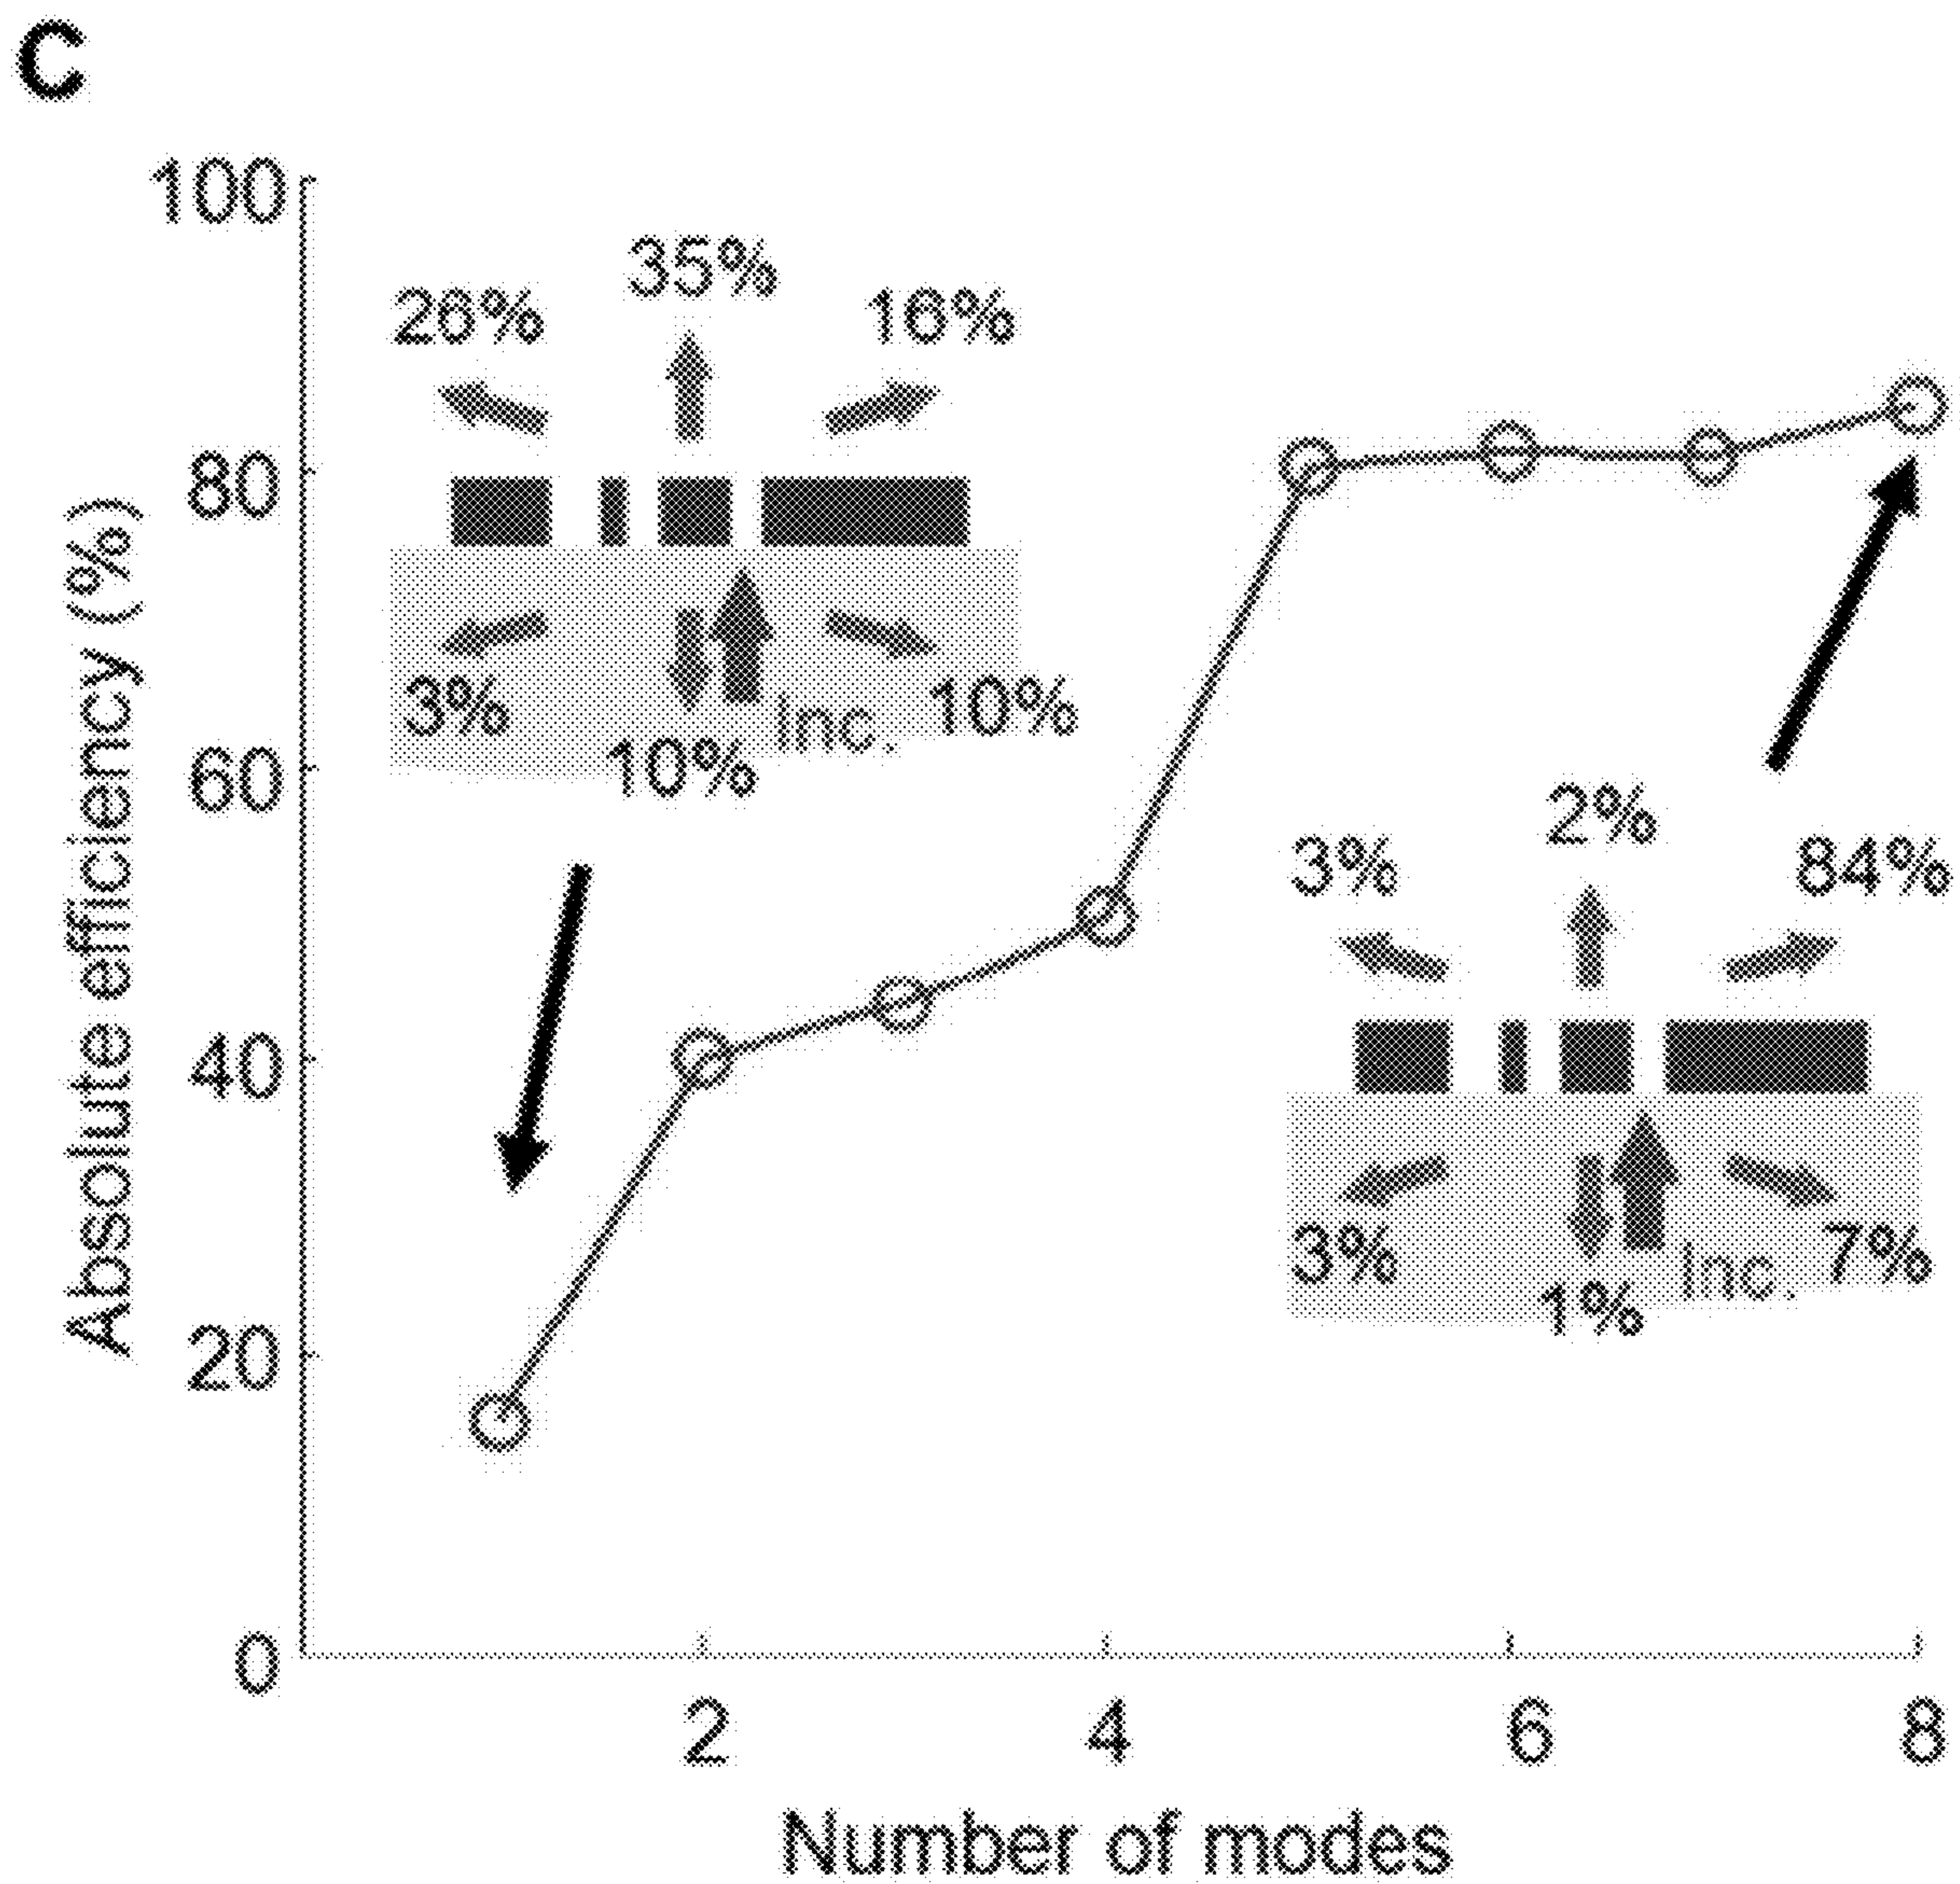 C
100
80
60
40
20
0
Absolute efficiency (%)
26% 35% 16%
3% 10% Inc. 10%
3% 2% 84%
3% 1% Inc. 7%
2 4 6 8
Number of modes